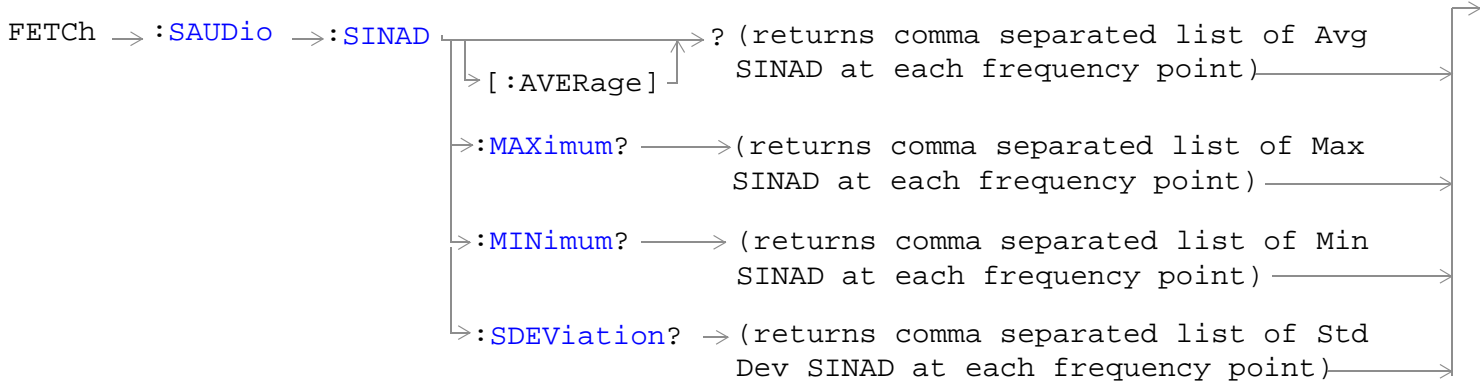 FETCh :SAUDio :SINAD ? (returns comma separated list of Avg
[:AVERage] SINAD at each frequency point)
:MAXimum? (returns comma separated list of Max
SINAD at each frequency point)
:MINimum? (returns comma separated list of Min
SINAD at each frequency point)
:SDEViation? (returns comma separated list of Std
Dev SINAD at each frequency point)